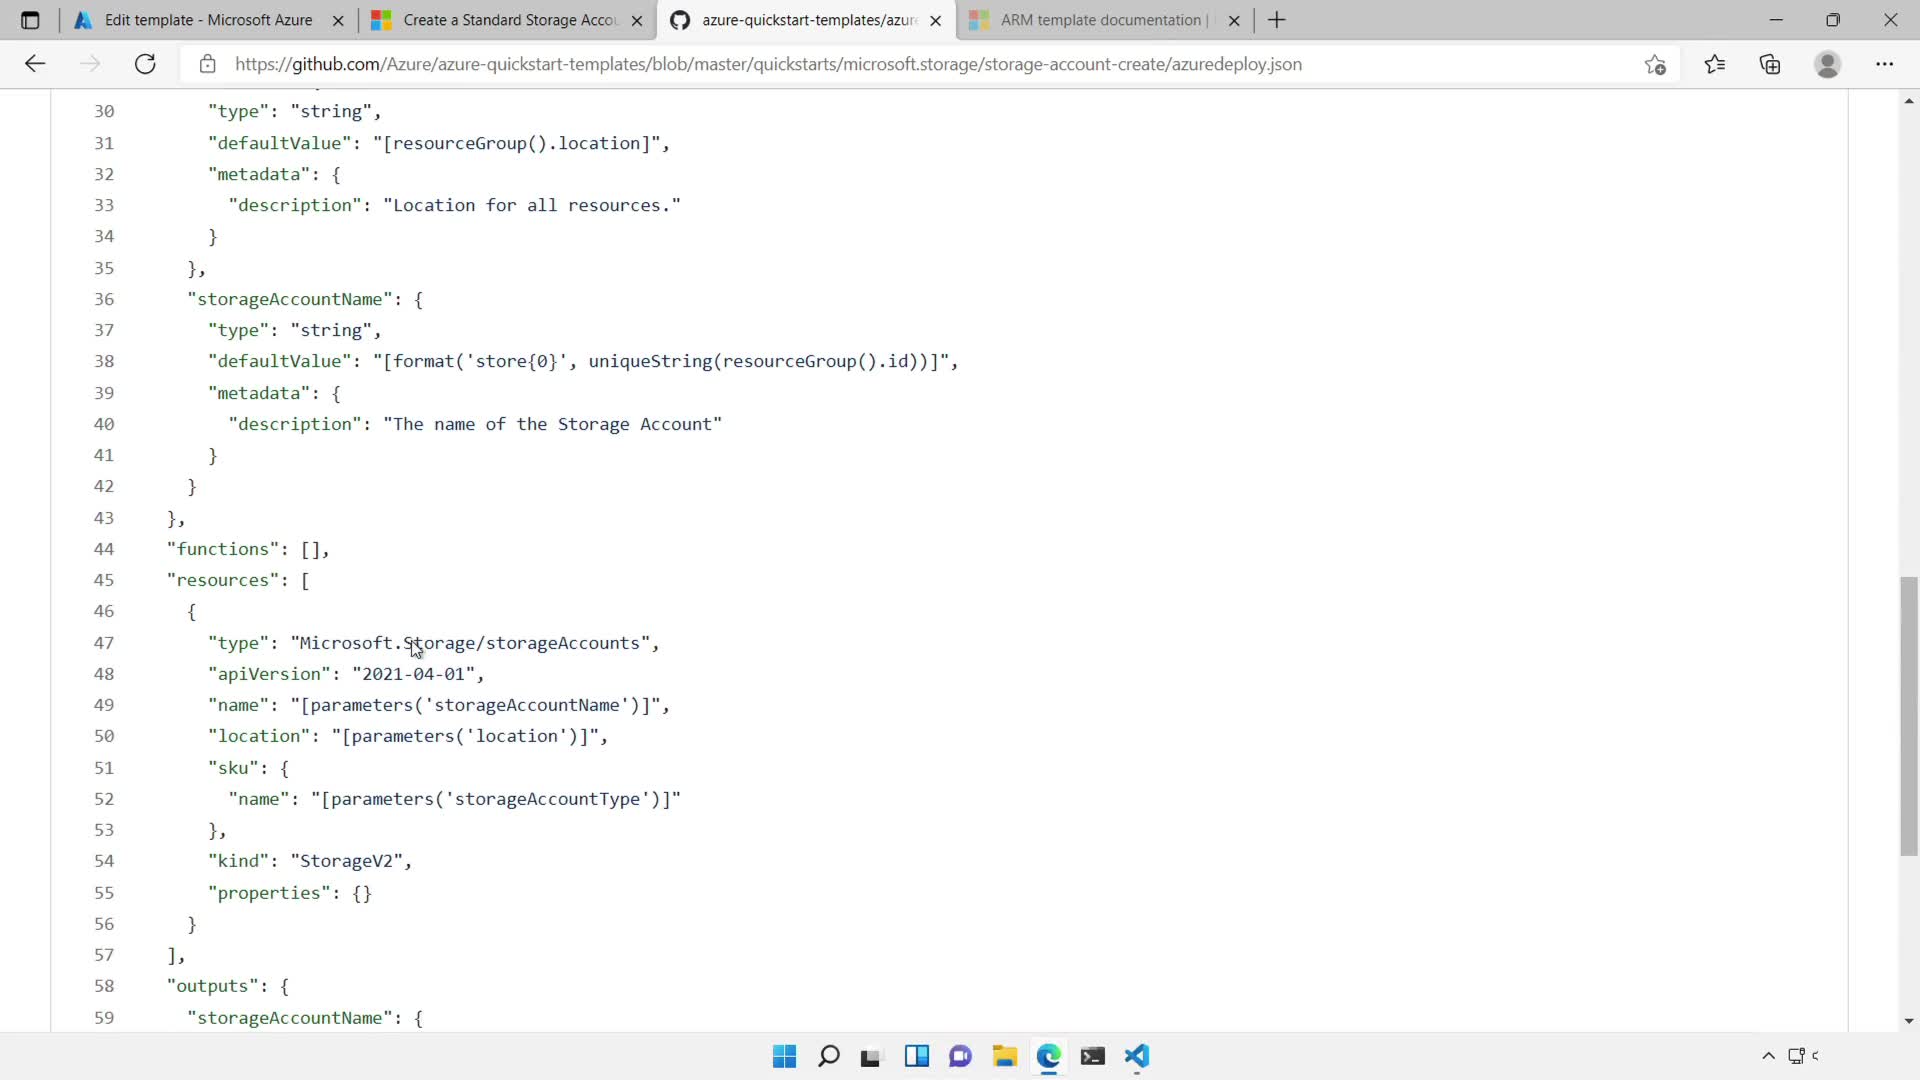 Edit template - Microsoft Azure
Create a Standard Storage Accou
azure-quickstart-templates/azur
ARM template documentation |
https://github.com/Azure/azure-quickstart-templates/blob/master/quickstarts/microsoft.storage/storage-account-create/azuredeploy.json
30 "type": "string",
31 "defaultValue": "[resourceGroup().location]",
32 "metadata": {
33 "description": "Location for all resources."
34 }
35 },
36 "storageAccountName": {
37 "type": "string",
38 "defaultValue": "[format('store{0}', uniqueString(resourceGroup().id))]",
39 "metadata": {
40 "description": "The name of the Storage Account"
41 }
42 }
43 },
44 "functions": [],
45 "resources": [
46 {
47 "type": "Microsoft.Storage/storageAccounts",
48 "apiVersion": "2021-04-01",
49 "name": "[parameters('storageAccountName')]",
50 "location": "[parameters('location')]",
51 "sku": {
52 "name": "[parameters('storageAccountType')]"
53 },
54 "kind": "StorageV2",
55 "properties": {}
56 }
57 ],
58 "outputs": {
59 "storageAccountName": {